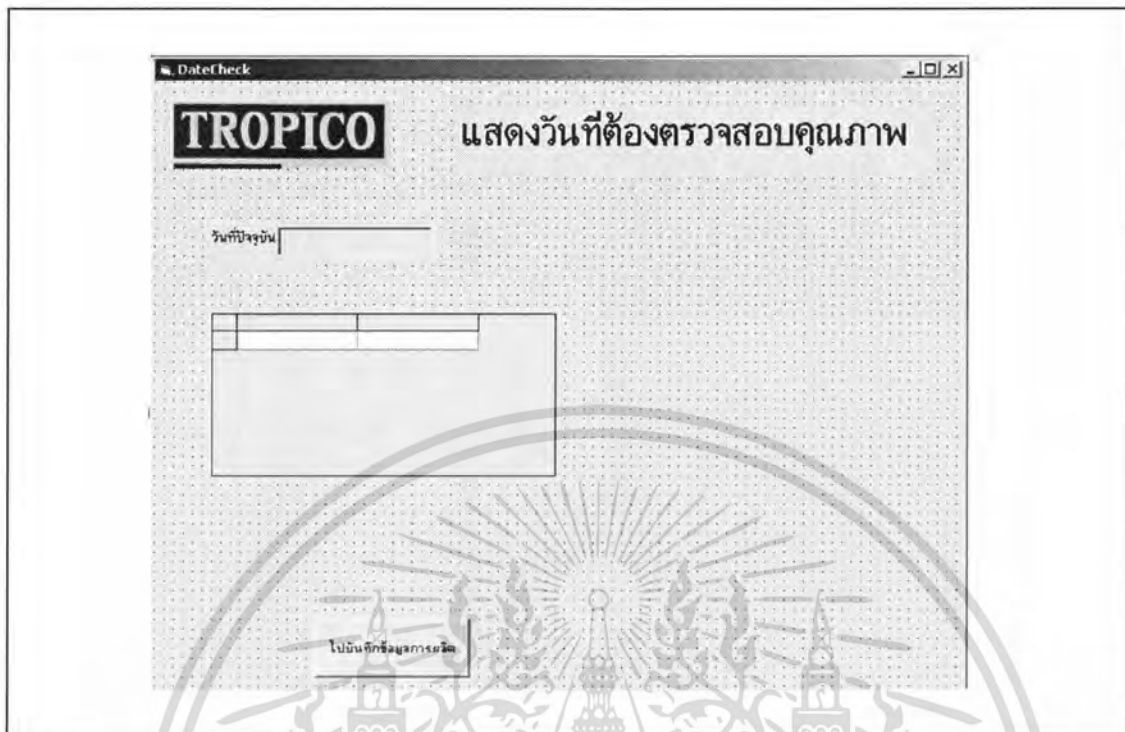 DateCheck
TROPICO
แสดงวันที่ต้องตรวจสอบคุณภาพ
วันที่ปัจจุบัน
ไปบันทึกข้อมูลการผลิต